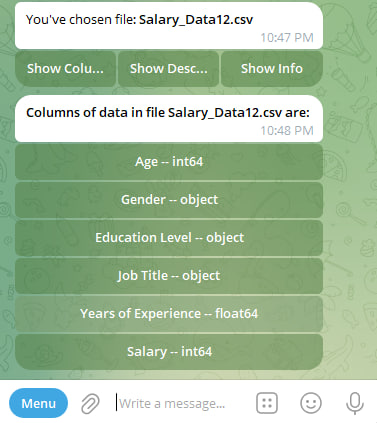 You've chosen file: Salary_Data12.csv
10:47 PM
Show Colu... Show Desc... Show Info
Columns of data in file Salary_Data12.csv are:
10:48 PM
Age -- int64
Gender -- object
Education Level -- object
Job Title -- object
Years of Experience -- float64
Salary -- int64
Menu Write a message...